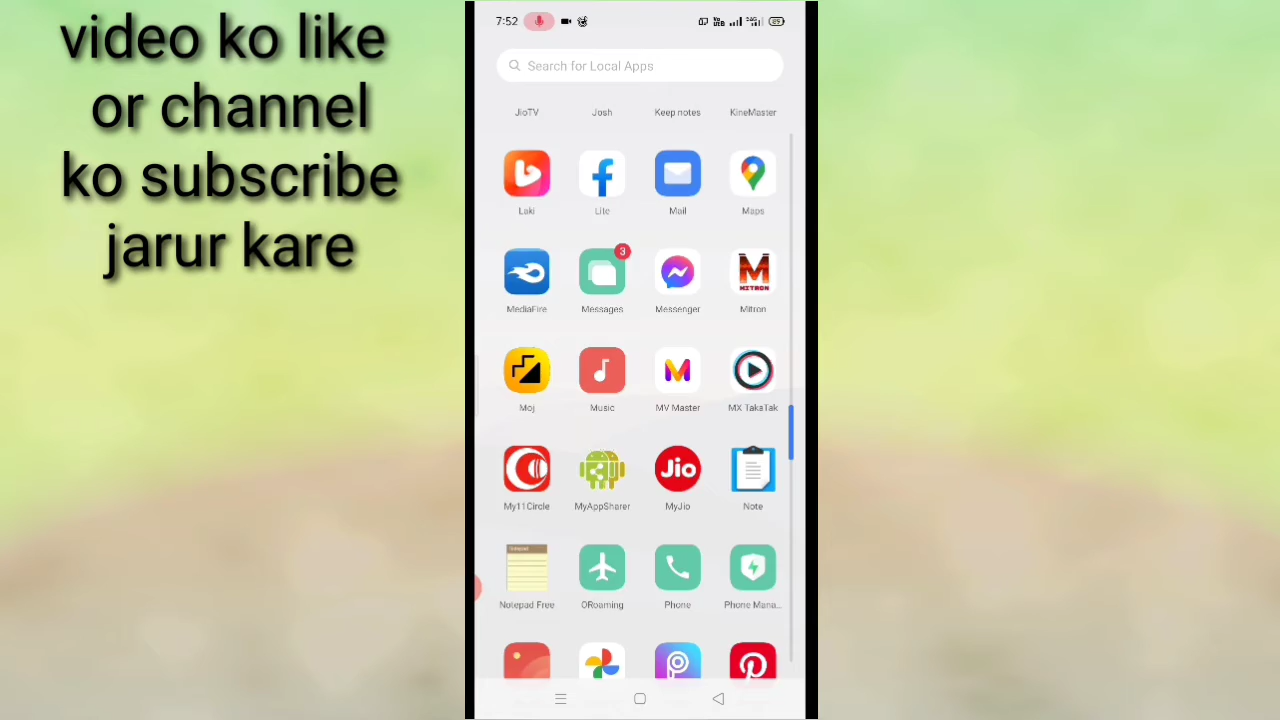 video ko like
or channel
ko subscribe
jarur kare
7:52
Search for Local Apps
JioTV Josh Keep notes KineMaster
Laki Lite Mail Maps
3
MediaFire Messages Messenger Mitron
MITRON
Moj Music MV Master MX TakaTak
Jio
My11Circle MyAppSharer MyJio Note
Notepad Free ORoaming Phone Phone Mana...